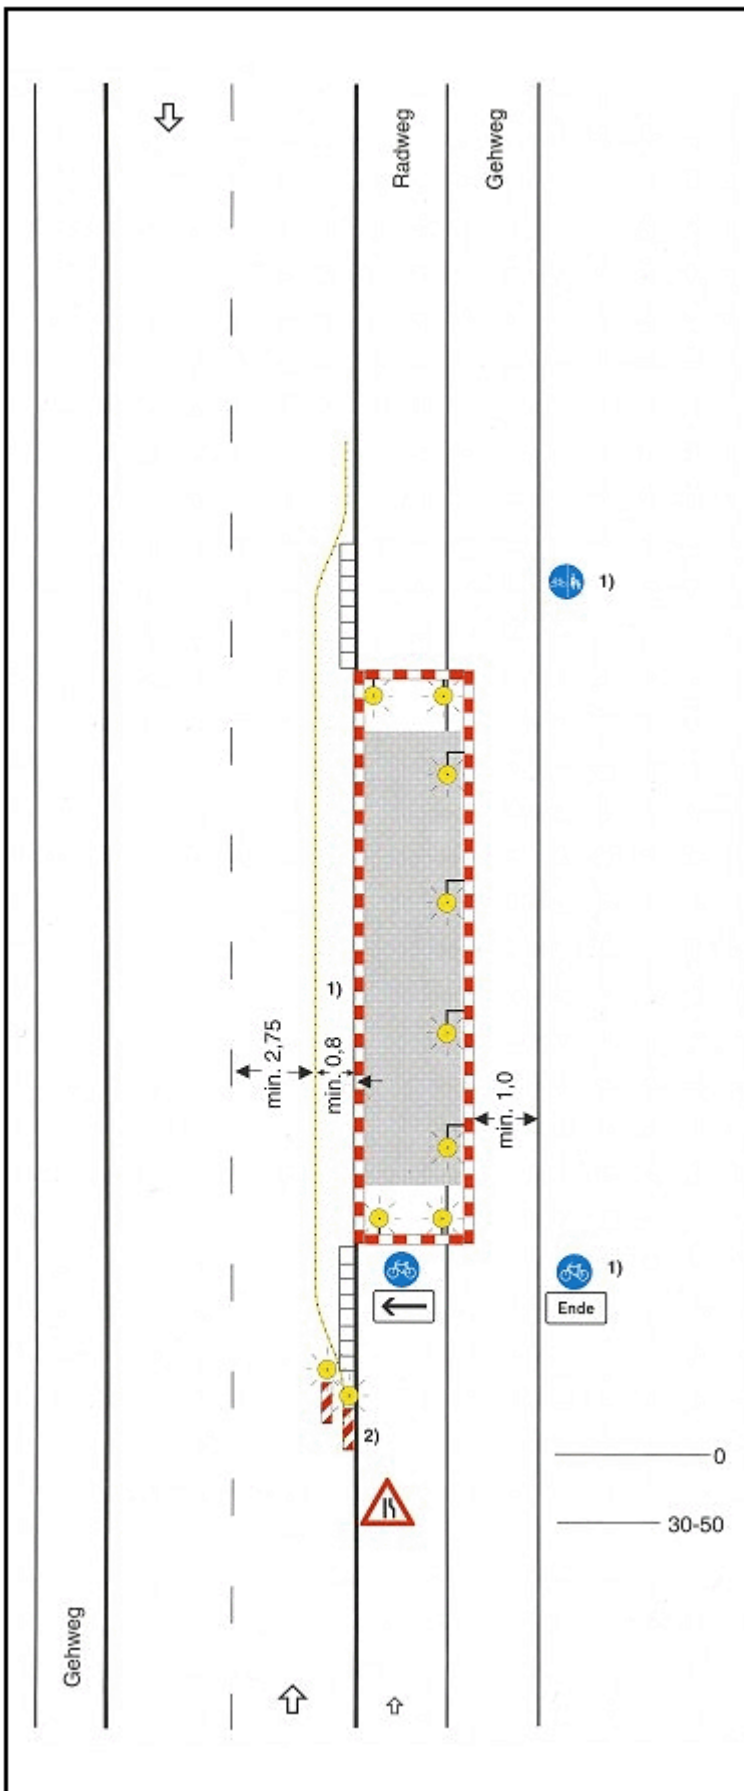 Radweg
Gehweg
1)
1)
min. 2,75
min. 0,8
min. 1,0
1)
Ende
2)
0
30-50
Gehweg